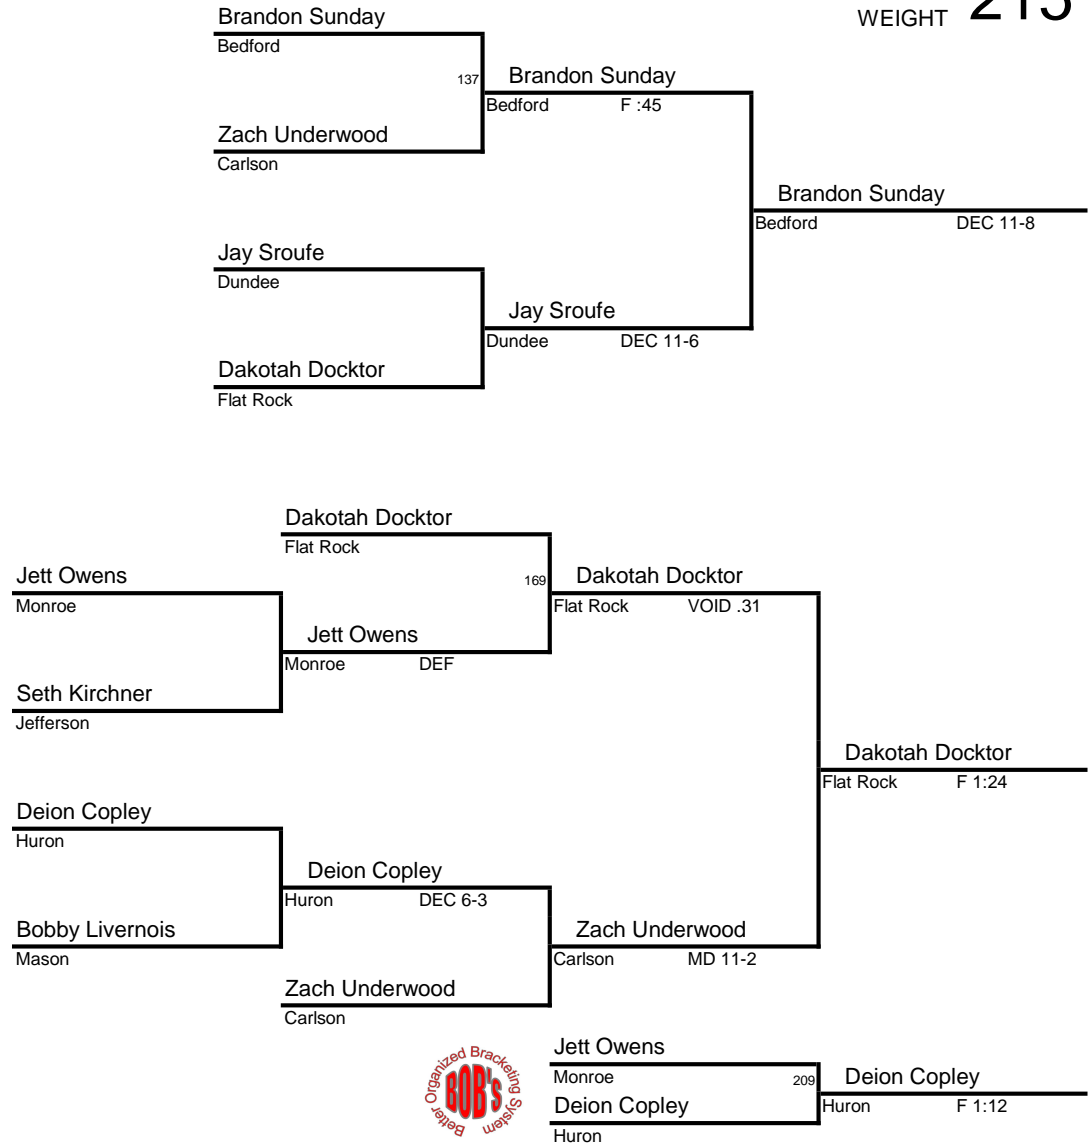 WEIGHT 215
Brandon Sunday
Bedford
137
Brandon Sunday
Bedford F :45
Zach Underwood
Carlson
Brandon Sunday
Bedford DEC 11-8
Jay Sroufe
Dundee
Jay Sroufe
Dundee DEC 11-6
Dakotah Docktor
Flat Rock
Dakotah Docktor
Flat Rock
Jett Owens
Monroe
169
Dakotah Docktor
Flat Rock VOID .31
Jett Owens
Monroe DEF
Seth Kirchner
Jefferson
Dakotah Docktor
Flat Rock F 1:24
Deion Copley
Huron
Deion Copley
Huron DEC 6-3
Bobby Livernois
Mason
Zach Underwood
Carlson MD 11-2
Zach Underwood
Carlson
Better Organized Bracketing System
BOB's
Jett Owens
Monroe
209
Deion Copley
Huron F 1:12
Deion Copley
Huron